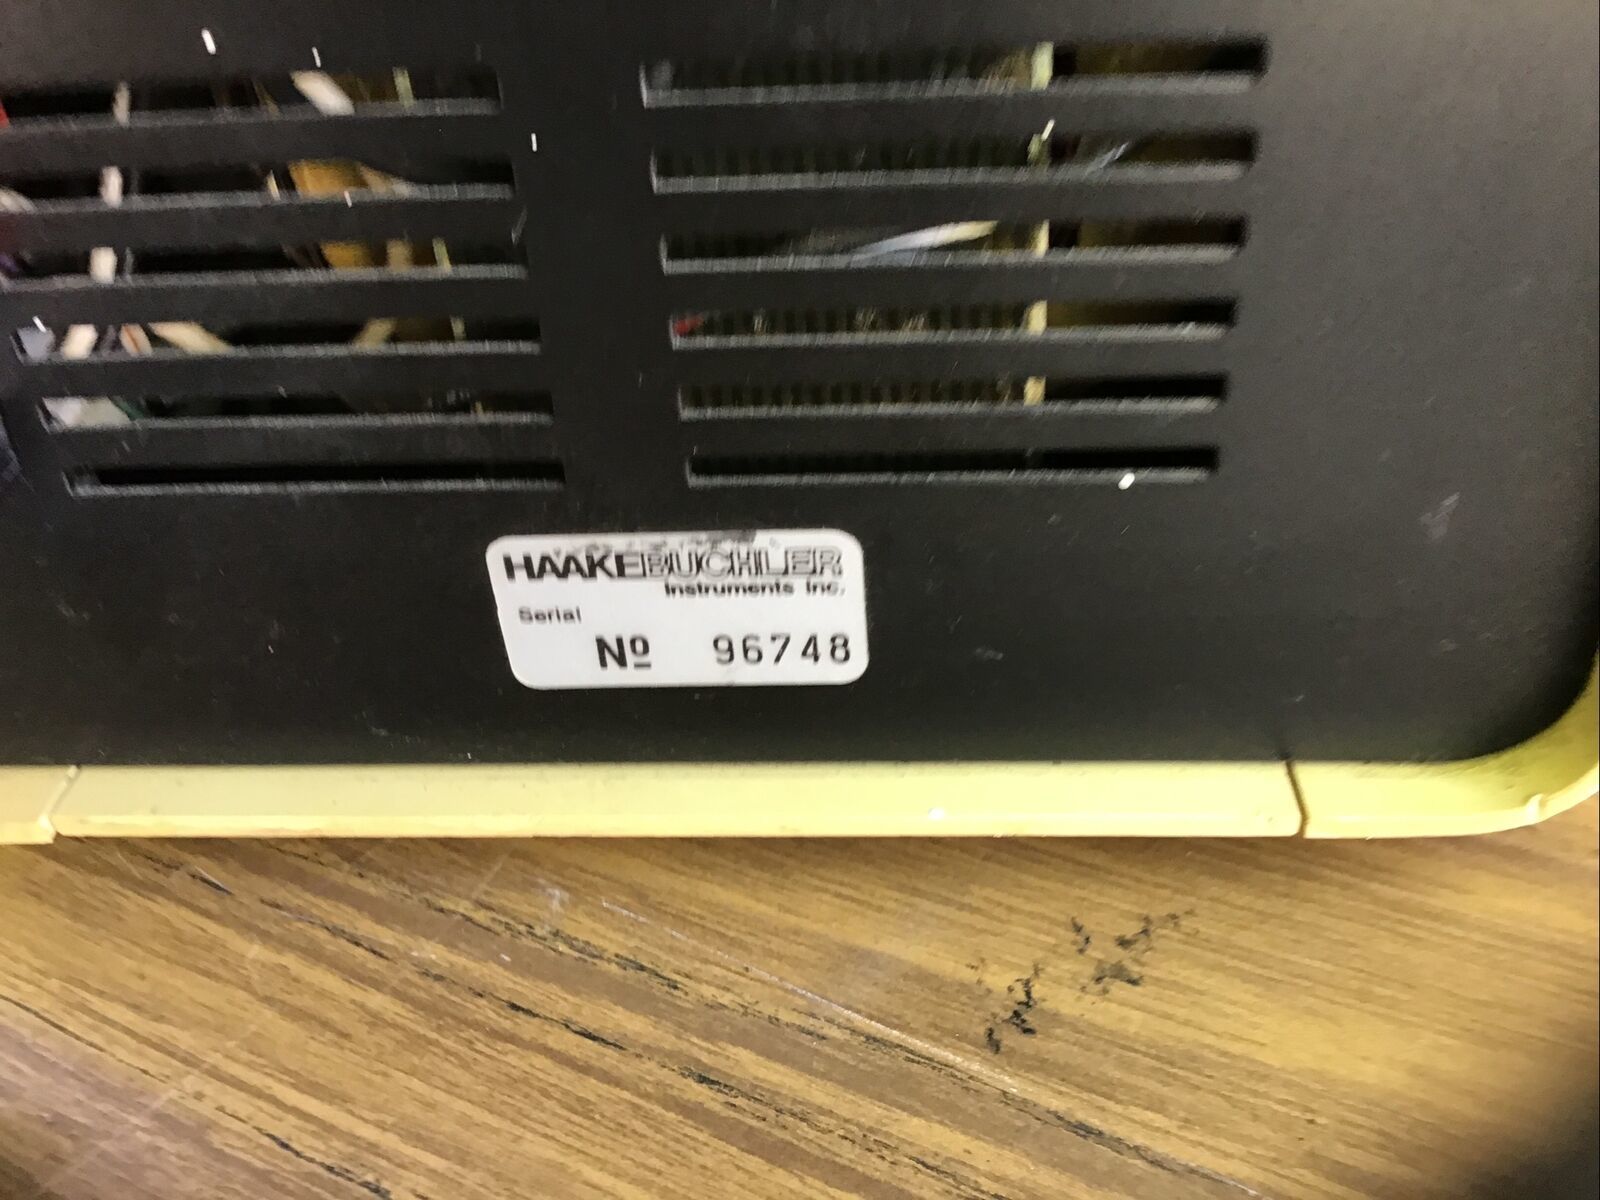 HAAKEBUCHLER
Instruments Inc.
Serial
Nº 96748